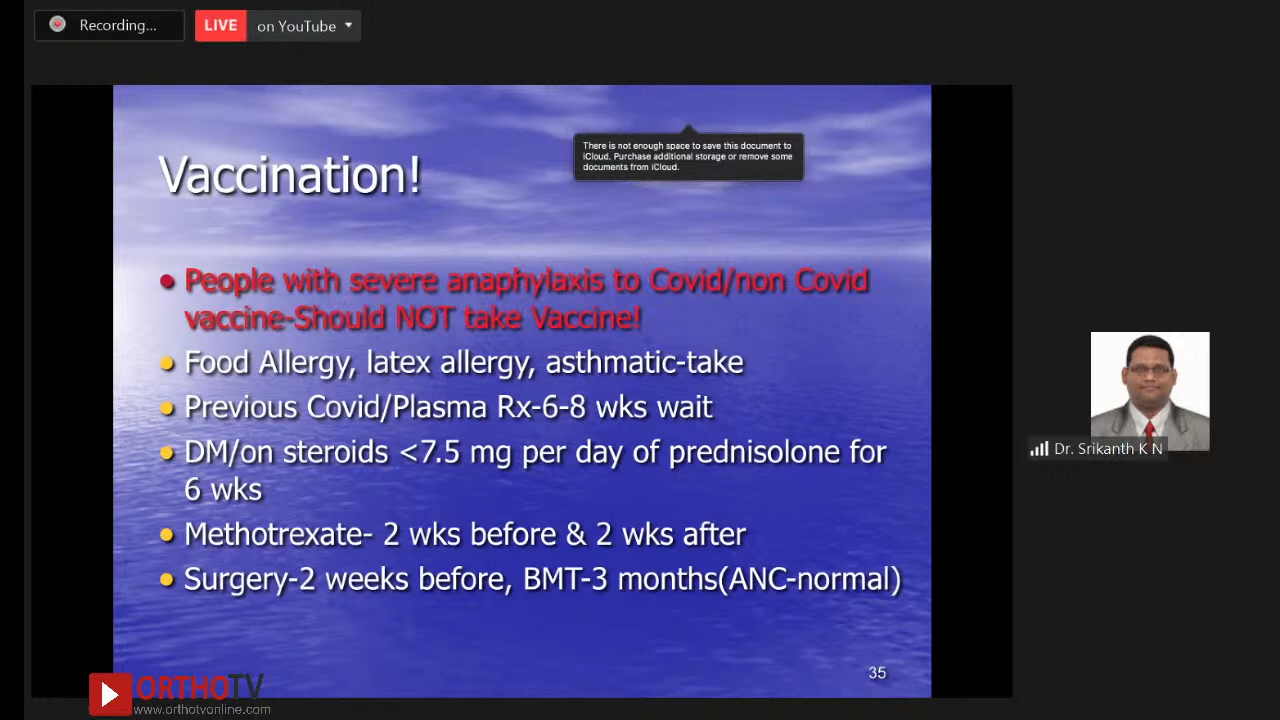 Recording...
LIVE on YouTube
There is not enough space to save this document to
iCloud. Purchase additional storage or remove some
documents from iCloud.
Vaccination!
People with severe anaphylaxis to Covid/non Covid
vaccine-Should NOT take Vaccine!
Food Allergy, latex allergy, asthmatic-take
Previous Covid/Plasma Rx-6-8 wks wait
DM/on steroids <7.5 mg per day of prednisolone for
6 wks
Methotrexate- 2 wks before & 2 wks after
Surgery-2 weeks before, BMT-3 months(ANC-normal)
35
Dr. Srikanth K N
ORTHOTV
www.orthotvonline.com